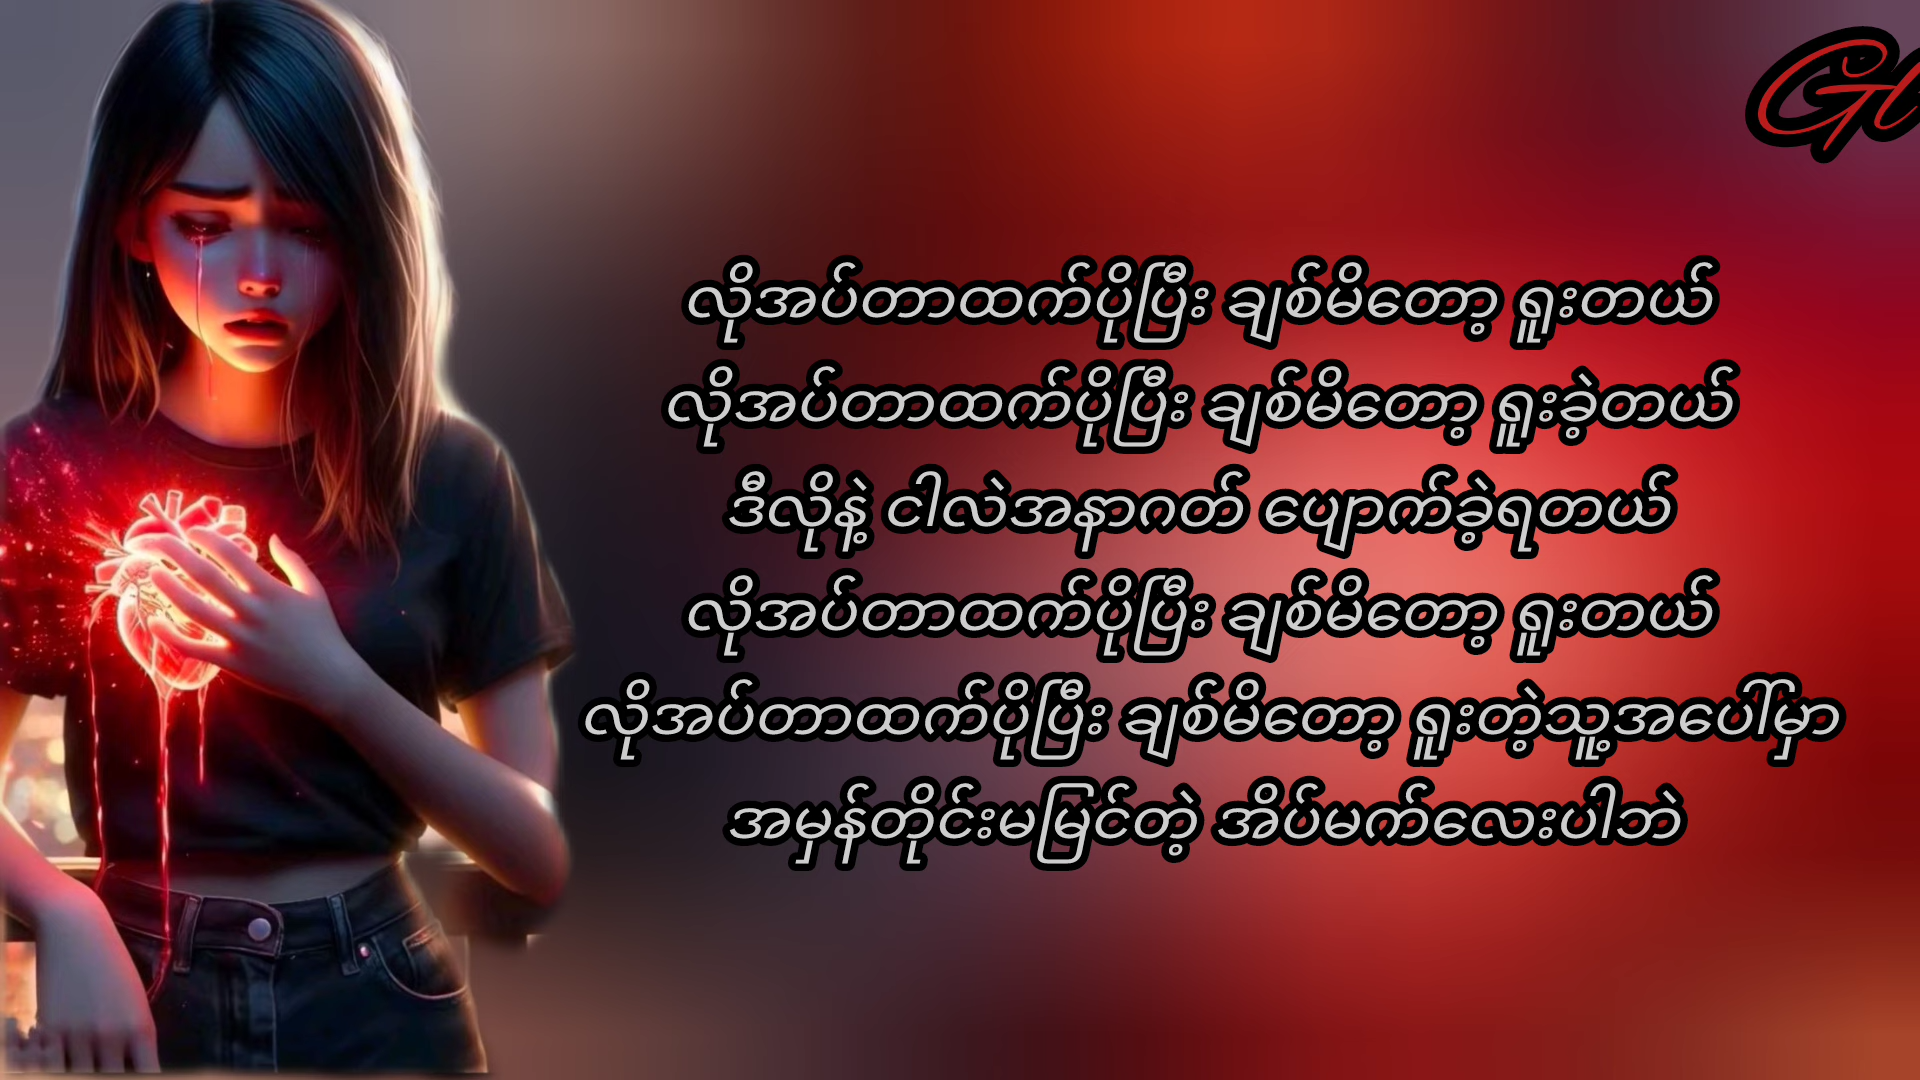 Gl
လိုအပ်တာထက်ပိုပြီး ချစ်မိတော့ ရူးတယ်
လိုအပ်တာထက်ပိုပြီး ချစ်မိတော့ ရူးခဲ့တယ်
ဒီလိုနဲ့ ငါလဲအနာဂတ် ပျောက်ခဲ့ရတယ်
လိုအပ်တာထက်ပိုပြီး ချစ်မိတော့ ရူးတယ်
လိုအပ်တာထက်ပိုပြီး ချစ်မိတော့ ရူးတဲ့သူ့အပေါ်မှာ
အမှန်တိုင်းမမြင်တဲ့ အိပ်မက်လေးပါဘဲ